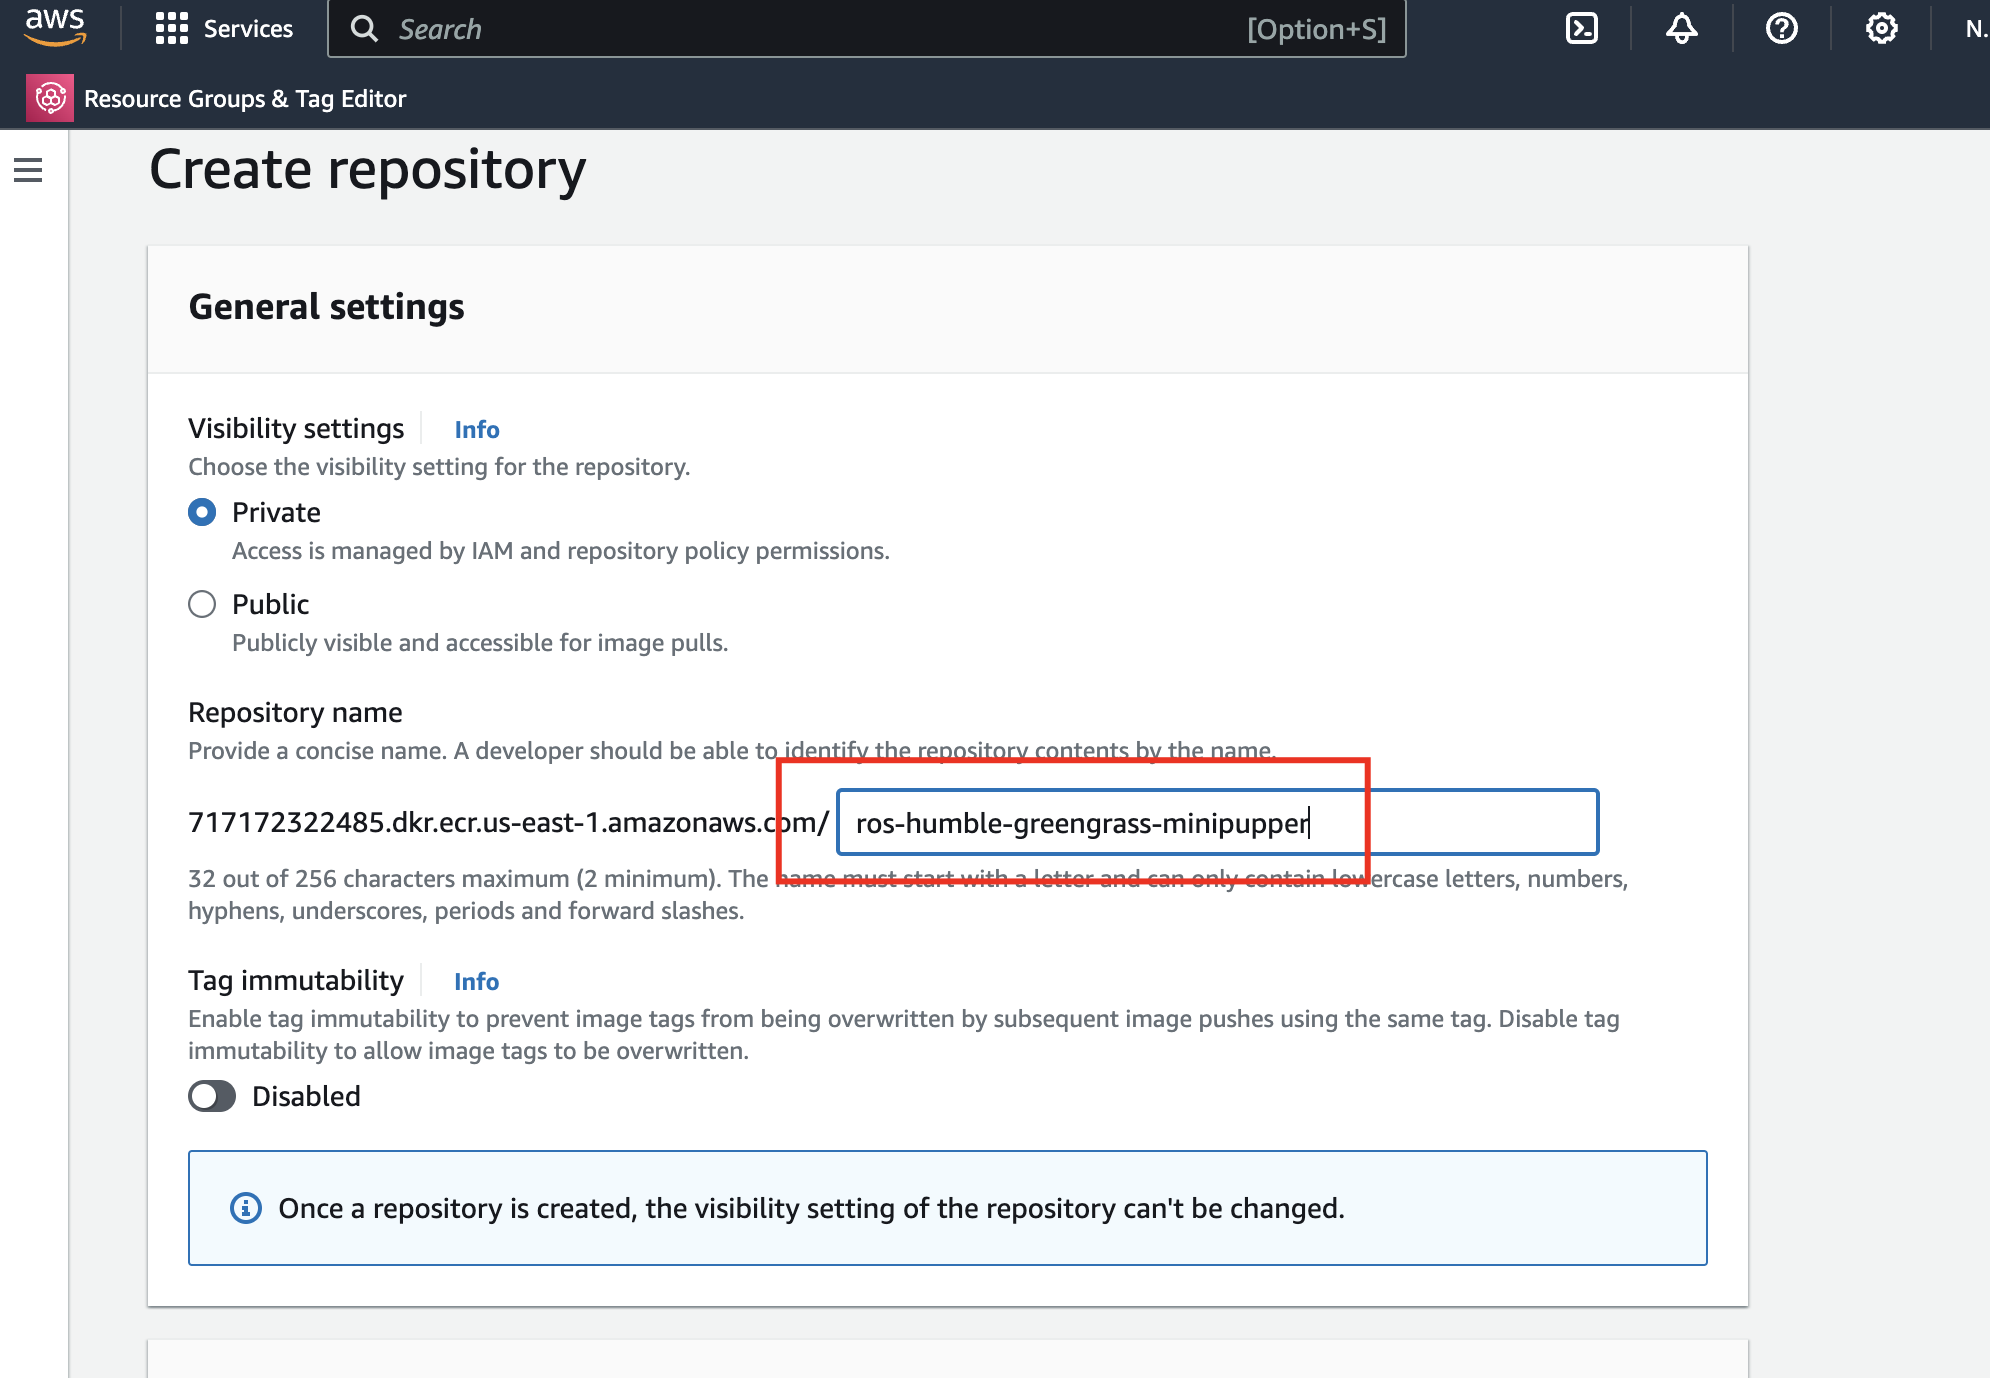 aws
Services
Search
[Option+S]
N.
Resource Groups & Tag Editor
Create repository
General settings
Visibility settings
Info
Choose the visibility setting for the repository.
Private
Access is managed by IAM and repository policy permissions.
Public
Publicly visible and accessible for image pulls.
Repository name
Provide a concise name. A developer should be able to identify the repository contents by the name.
717172322485.dkr.ecr.us-east-1.amazonaws.com/
ros-humble-greengrass-minipupper
32 out of 256 characters maximum (2 minimum). The name must start with a letter and can only contain lowercase letters, numbers,
hyphens, underscores, periods and forward slashes.
Tag immutability
Info
Enable tag immutability to prevent image tags from being overwritten by subsequent image pushes using the same tag. Disable tag
immutability to allow image tags to be overwritten.
Disabled
Once a repository is created, the visibility setting of the repository can't be changed.